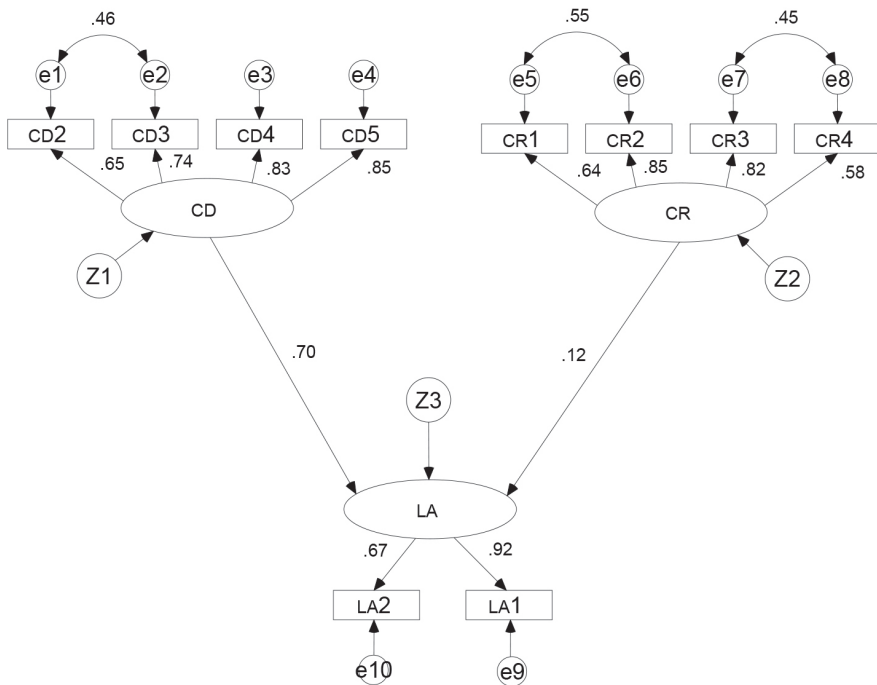 .46
.55
.45
e1 e2 e3 e4
e5 e6 e7 e8
CD2 CD3 CD4 CD5
CR1 CR2 CR3 CR4
.65 .74 .83 .85
.64 .85 .82 .58
CD
CR
Z1
Z2
.70
.12
Z3
LA
.67 .92
LA2 LA1
e10 e9